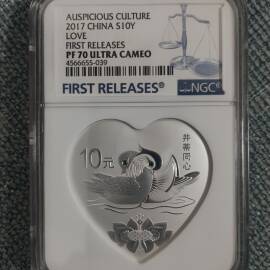 AUSPICIOUS CULTURE
2017 CHINA S10Y
LOVE
FIRST RELEASES
PF 70 ULTRA CAMEO
4566655-039
FIRST RELEASES®
NGC®
10元
并蒂同心